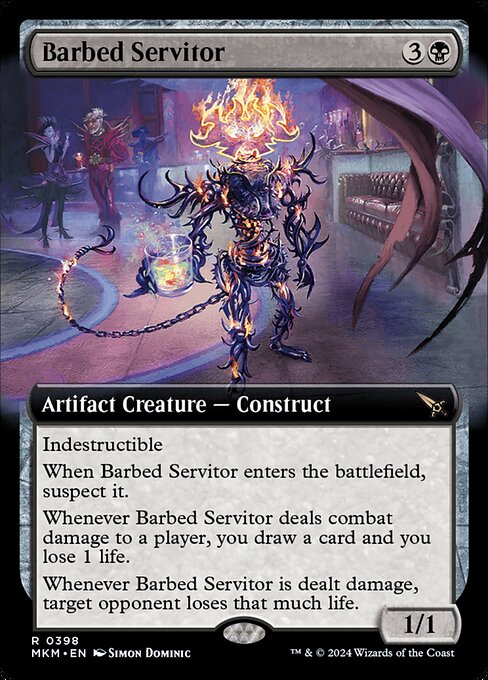 Barbed Servitor 3
Artifact Creature — Construct
Indestructible
When Barbed Servitor enters the battlefield,
suspect it.
Whenever Barbed Servitor deals combat
damage to a player, you draw a card and you
lose 1 life.
Whenever Barbed Servitor is dealt damage,
target opponent loses that much life.
1/1
R 0398
MKM • EN Simon Dominic
™ & © 2024 Wizards of the Coast